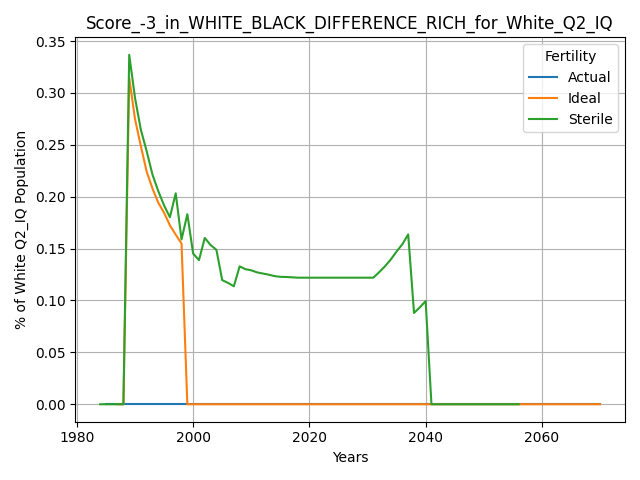 Score_-3_in_WHITE_BLACK_DIFFERENCE_RICH_for_White_Q2_IQ
Fertility
Actual
Ideal
Sterile
% of White Q2_IQ Population
0.35
0.30
0.25
0.20
0.15
0.10
0.05
0.00
1980 2000 2020 2040 2060
Years